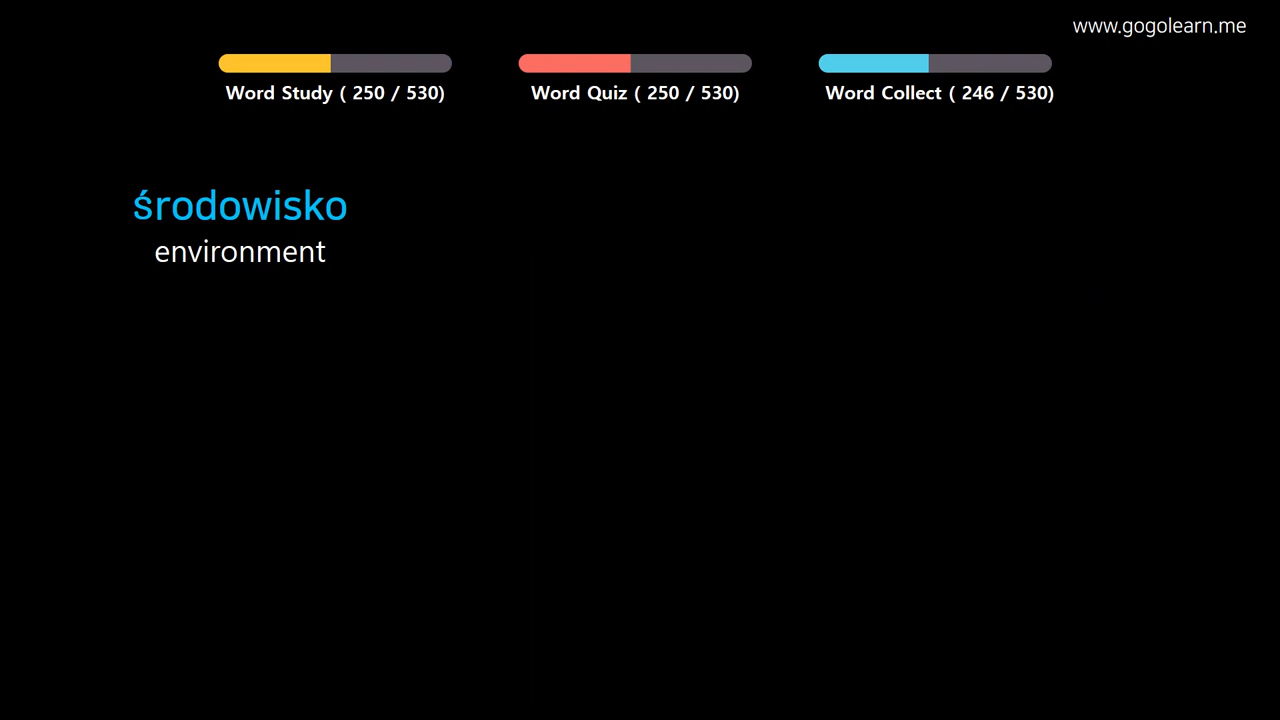 www.gogolearn.me
Word Study ( 250 / 530)
Word Quiz ( 250 / 530)
Word Collect ( 246 / 530)
środowisko
environment